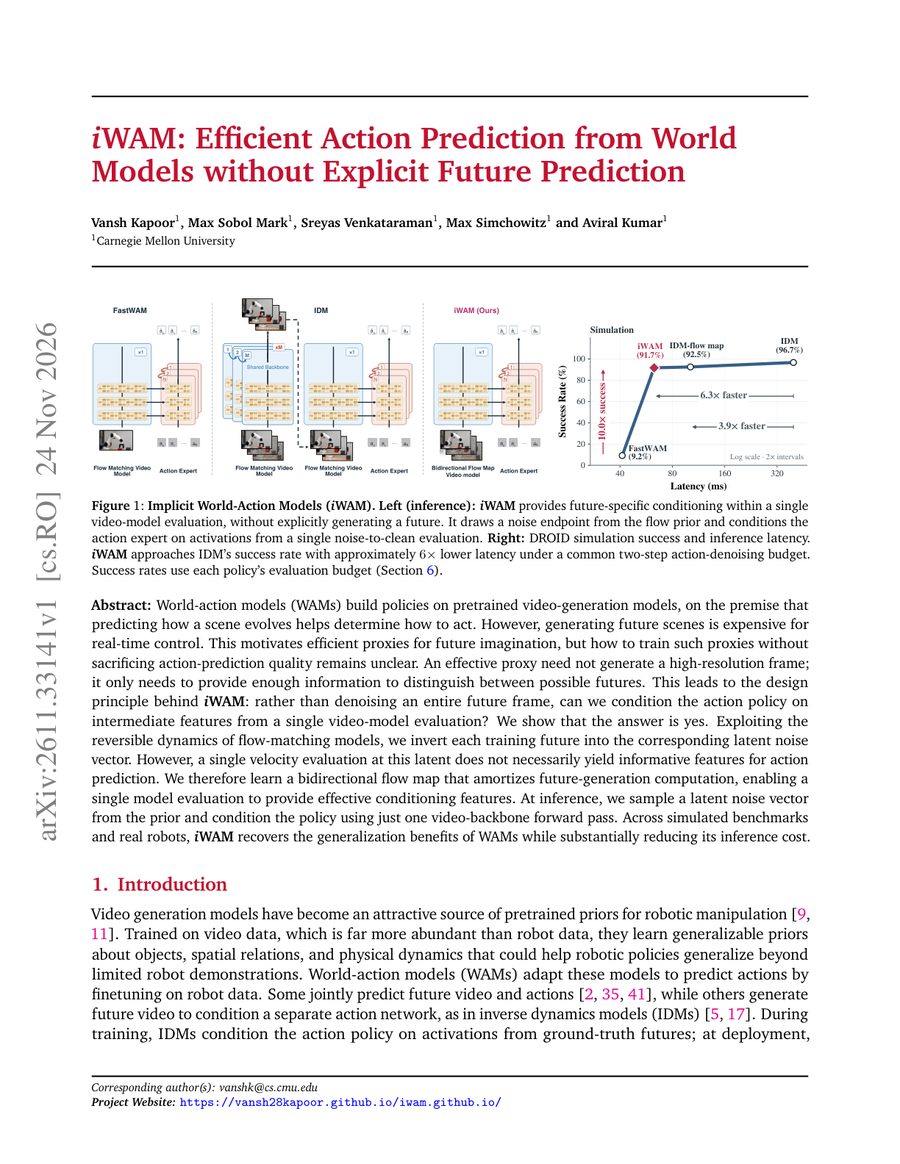 iWAM: Efficient Action Prediction from World
Models without Explicit Future Prediction
Vansh Kapoor1, Max Sobol Mark1, Sreyas Venkataraman1, Max Simchowitz1 and Aviral Kumar1
1Carnegie Mellon University
arXiv:2611.33141v1 [cs.RO] 24 Nov 2026
FastWAM
×1
Flow Matching Video
Model
Action Expert
IDM
×M
Shared Backbone
×1
Flow Matching Video
Model
Flow Matching Video
Model
Action Expert
iWAM (Ours)
×1
Bidirectional Flow Map
Video model
Action Expert
Simulation
Success Rate (%)
100
80
60
40
20
0
iWAM
(91.7%)
IDM-flow map
(92.5%)
IDM
(96.7%)
6.3× faster
3.9× faster
10.0× success
FastWAM
(9.2%)
Log scale · 2× intervals
40 80 160 320
Latency (ms)
Figure 1: Implicit World-Action Models (iWAM). Left (inference): iWAM provides future-specific conditioning within a single
video-model evaluation, without explicitly generating a future. It draws a noise endpoint from the flow prior and conditions the
action expert on activations from a single noise-to-clean evaluation. Right: DROID simulation success and inference latency.
iWAM approaches IDM's success rate with approximately 6× lower latency under a common two-step action-denoising budget.
Success rates use each policy's evaluation budget (Section 6).
Abstract: World-action models (WAMs) build policies on pretrained video-generation models, on the premise that
predicting how a scene evolves helps determine how to act. However, generating future scenes is expensive for
real-time control. This motivates efficient proxies for future imagination, but how to train such proxies without
sacrificing action-prediction quality remains unclear. An effective proxy need not generate a high-resolution frame;
it only needs to provide enough information to distinguish between possible futures. This leads to the design
principle behind iWAM: rather than denoising an entire future frame, can we condition the action policy on
intermediate features from a single video-model evaluation? We show that the answer is yes. Exploiting the
reversible dynamics of flow-matching models, we invert each training future into the corresponding latent noise
vector. However, a single velocity evaluation at this latent does not necessarily yield informative features for action
prediction. We therefore learn a bidirectional flow map that amortizes future-generation computation, enabling a
single model evaluation to provide effective conditioning features. At inference, we sample a latent noise vector
from the prior and condition the policy using just one video-backbone forward pass. Across simulated benchmarks
and real robots, iWAM recovers the generalization benefits of WAMs while substantially reducing its inference cost.
1. Introduction
Video generation models have become an attractive source of pretrained priors for robotic manipulation [9,
11]. Trained on video data, which is far more abundant than robot data, they learn generalizable priors
about objects, spatial relations, and physical dynamics that could help robotic policies generalize beyond
limited robot demonstrations. World-action models (WAMs) adapt these models to predict actions by
finetuning on robot data. Some jointly predict future video and actions [2, 35, 41], while others generate
future video to condition a separate action network, as in inverse dynamics models (IDMs) [5, 17]. During
training, IDMs condition the action policy on activations from ground-truth futures; at deployment,
Corresponding author(s): vanshk@cs.cmu.edu
Project Website: https://vansh28kapoor.github.io/iwam.github.io/